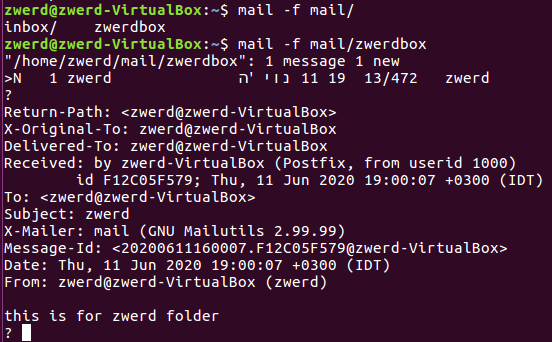 zwerd@zwerd-VirtualBox:~$ mail -f mail/
inbox/    zwerdbox
zwerd@zwerd-VirtualBox:~$ mail -f mail/zwerdbox
"/home/zwerd/mail/zwerdbox": 1 message 1 new
>N   1 zwerd              ה' יונ 11 19  13/472   zwerd
?
Return-Path: <zwerd@zwerd-VirtualBox>
X-Original-To: zwerd@zwerd-VirtualBox
Delivered-To: zwerd@zwerd-VirtualBox
Received: by zwerd-VirtualBox (Postfix, from userid 1000)
        id F12C05F579; Thu, 11 Jun 2020 19:00:07 +0300 (IDT)
To: <zwerd@zwerd-VirtualBox>
Subject: zwerd
X-Mailer: mail (GNU Mailutils 2.99.99)
Message-Id: <20200611160007.F12C05F579@zwerd-VirtualBox>
Date: Thu, 11 Jun 2020 19:00:07 +0300 (IDT)
From: zwerd@zwerd-VirtualBox (zwerd)

this is for zwerd folder
?